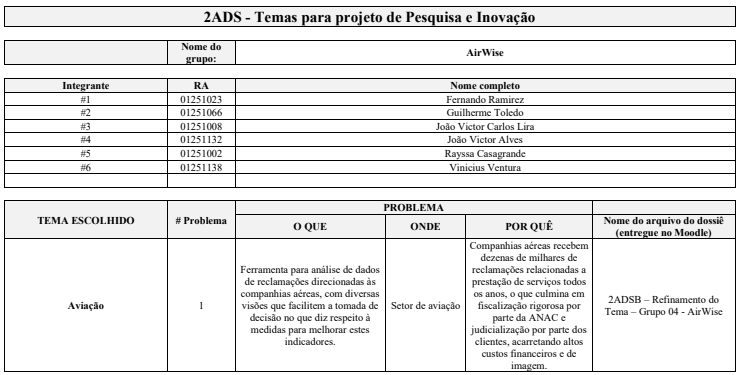 2ADS - Temas para projeto de Pesquisa e Inovação
Nome do
grupo:
AirWise
Integrante RA Nome completo
#1 01251023 Fernando Ramirez
#2 01251066 Guilherme Toledo
#3 01251008 João Victor Carlos Lira
#4 01251132 João Victor Alves
#5 01251002 Rayssa Casagrande
#6 01251138 Vinicius Ventura
TEMA ESCOLHIDO
# Problema
PROBLEMA
O QUE
ONDE
POR QUÊ
Nome do arquivo do dossiê
(entregue no Moodle)
Aviação
1
Ferramenta para análise de dados
de reclamações direcionadas às
companhias aéreas, com diversas
visões que facilitem a tomada de
decisão no que diz respeito à
medidas para melhorar estes
indicadores.
Setor de aviação
Companhias aéreas recebem
dezenas de milhares de
reclamações relacionadas a
prestação de serviços todos
os anos, o que culmina em
fiscalização rigorosa por
parte da ANAC e
judicialização por parte dos
clientes, acarretando altos
custos financeiros e de
imagem.
2ADSB – Refinamento do
Tema – Grupo 04 - AirWise